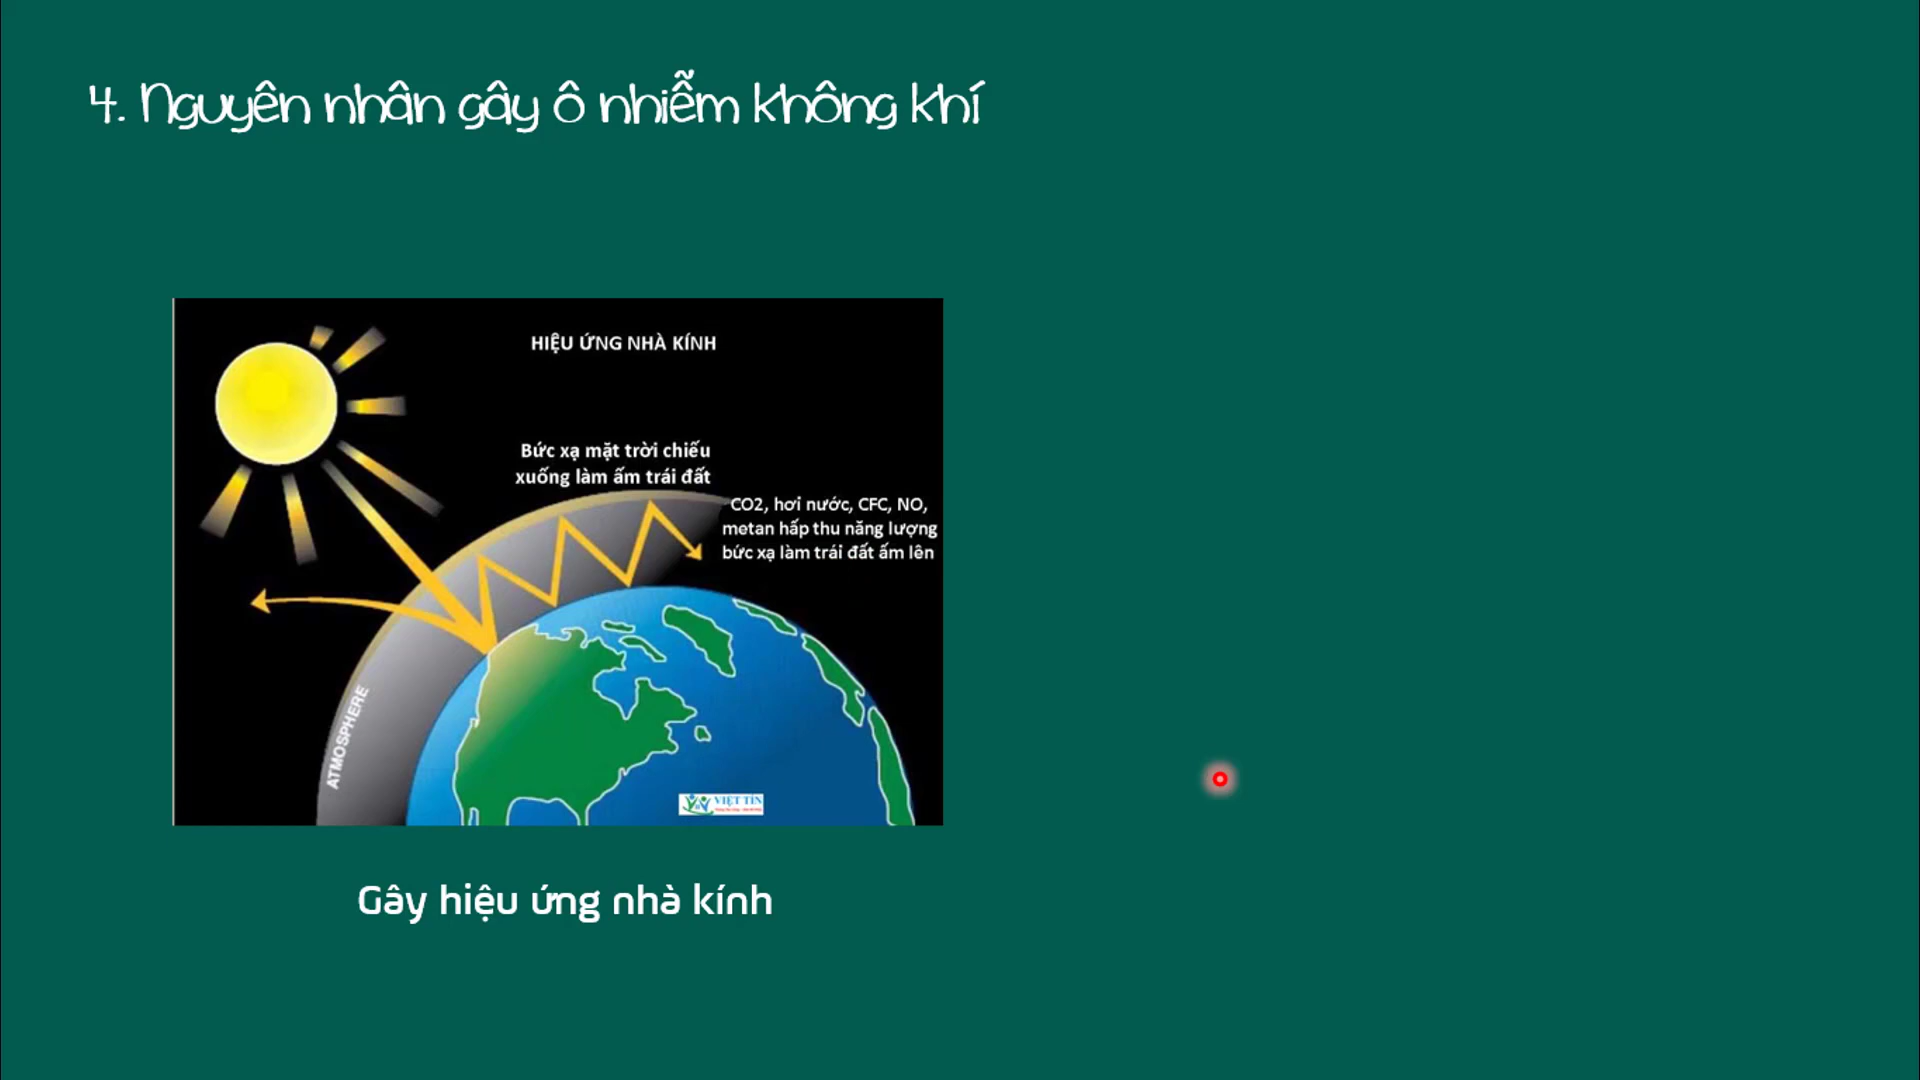 4. Nguyên nhân gây ô nhiễm không khí
HIỆU ỨNG NHÀ KÍNH
Bức xạ mặt trời chiếu
xuống làm ấm trái đất
CO2, hơi nước, CFC, NO,
metan hấp thu năng lượng
bức xạ làm trái đất ấm lên
ATMOSPHERE
VIỆT TÍN
Gây hiệu ứng nhà kính